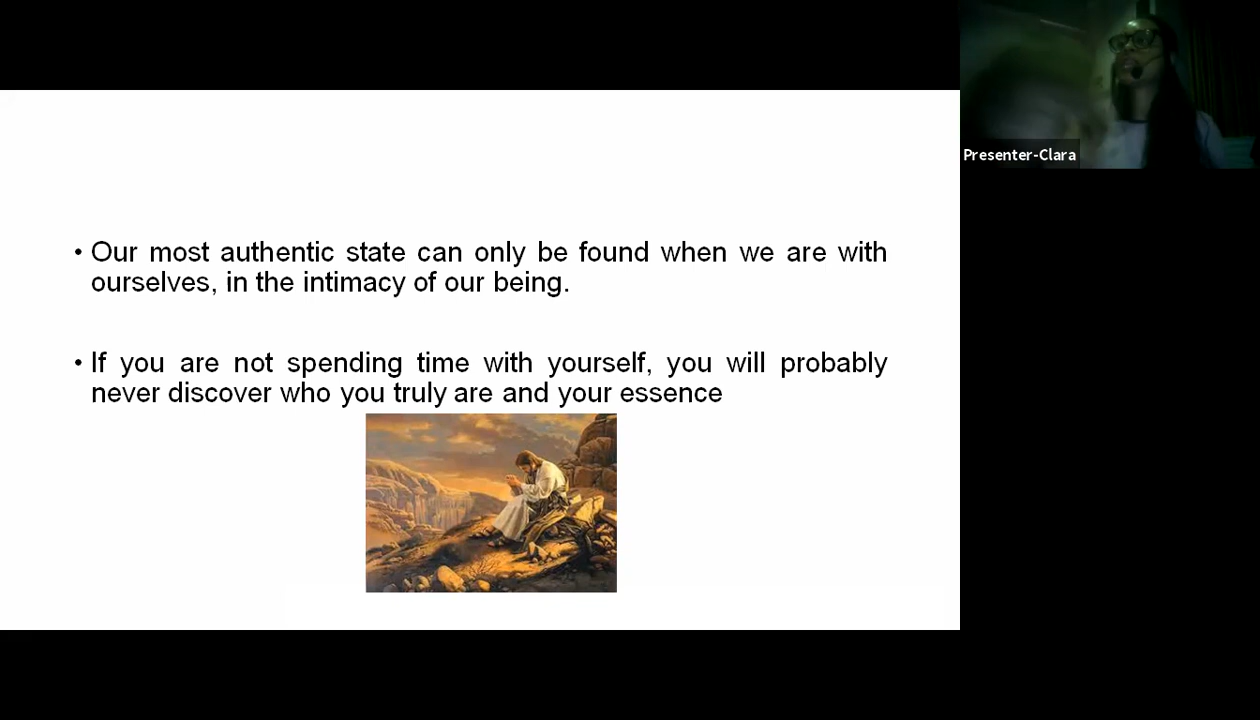 • Our most authentic state can only be found when we are with
ourselves, in the intimacy of our being.
• If you are not spending time with yourself, you will probably
never discover who you truly are and your essence
Presenter-Clara